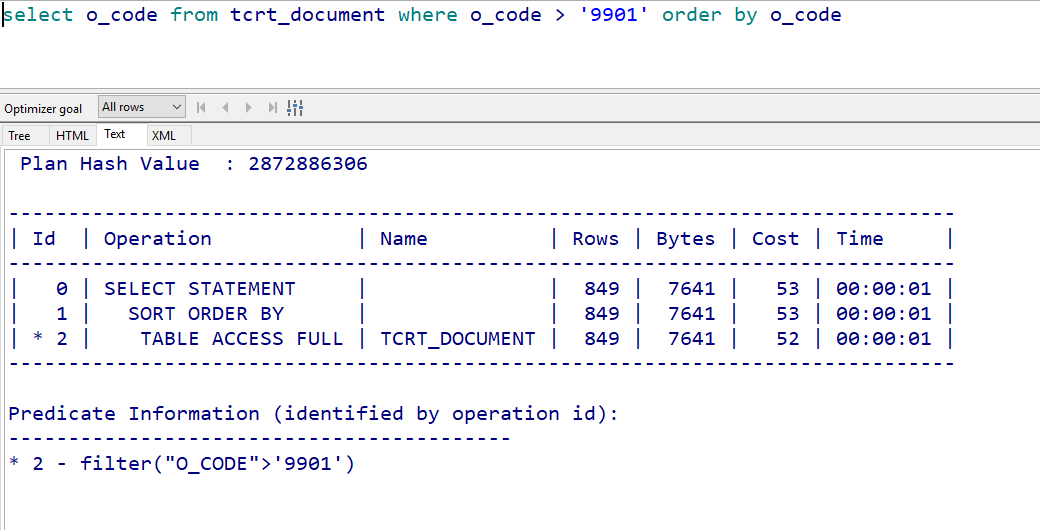 select o_code from tcrt_document where o_code > '9901' order by o_code
Optimizer goal All rows
Tree HTML Text XML
Plan Hash Value  : 2872886306
-------------------------------------------------------------------------------
| Id  | Operation            | Name          | Rows | Bytes | Cost | Time     |
-------------------------------------------------------------------------------
|   0 | SELECT STATEMENT     |               |  849 |  7641 |   53 | 00:00:01 |
|   1 |   SORT ORDER BY      |               |  849 |  7641 |   53 | 00:00:01 |
| * 2 |    TABLE ACCESS FULL | TCRT_DOCUMENT |  849 |  7641 |   52 | 00:00:01 |
-------------------------------------------------------------------------------
Predicate Information (identified by operation id):
------------------------------------------
* 2 - filter("O_CODE">'9901')